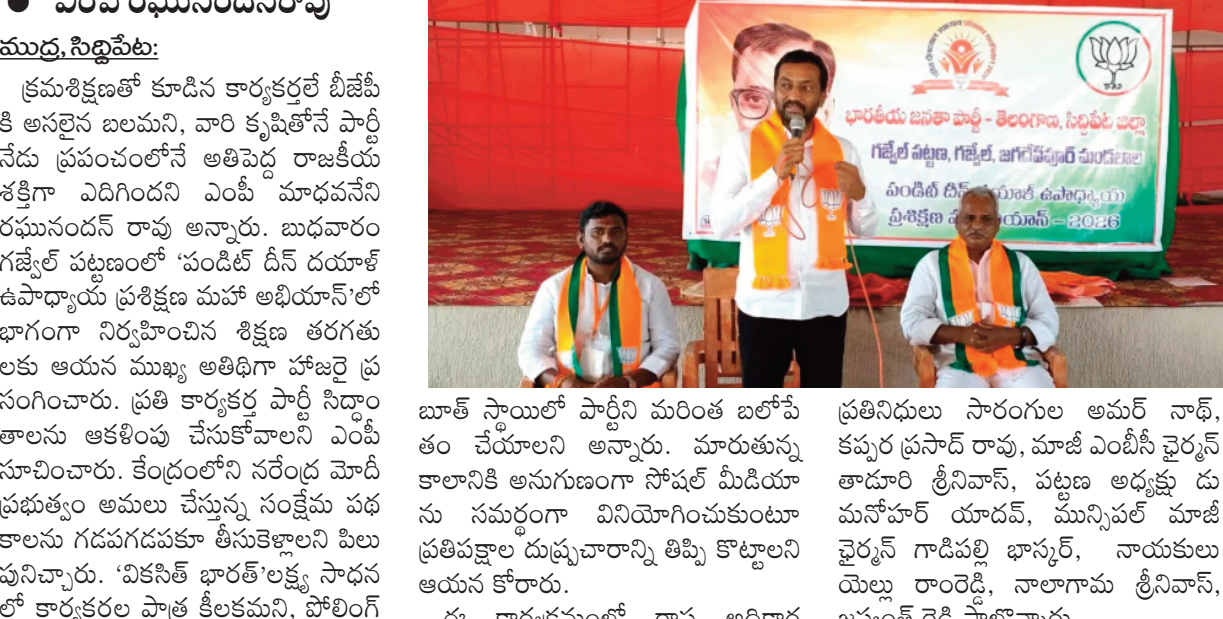 ముద్ర, సిద్దిపేట:
క్రమశిక్షణతో కూడిన కార్యకర్తలే బీజేపీ
కి అసలైన బలమని, వారి కృషితోనే పార్టీ
నేడు ప్రపంచంలోనే అతిపెద్ద రాజకీయ
శక్తిగా ఎదిగిందని ఎంపీ మాధవనేని
రఘునందన్ రావు అన్నారు. బుధవారం
గజ్వేల్ పట్టణంలో ‘పండిట్ దీన్ దయాళ్
ఉపాధ్యాయ ప్రశిక్షణ మహా అభియాన్’లో
భాగంగా నిర్వహించిన శిక్షణ తరగతు
లకు ఆయన ముఖ్య అతిథిగా హాజరై ప్ర
సంగించారు. ప్రతి కార్యకర్త పార్టీ సిద్ధాం
తాలను ఆకళింపు చేసుకోవాలని ఎంపీ
సూచించారు. కేంద్రంలోని నరేంద్ర మోదీ
ప్రభుత్వం అమలు చేస్తున్న సంక్షేమ పథ
కాలను గడపగడపకూ తీసుకెళ్లాలని పిలు
పునిచ్చారు. ‘వికసిత్ భారత్’లక్ష్య సాధన
లో కార్యకర్తల పాత్ర కీలకమని, పోలింగ్
భారతీయ జనతా పార్టీ - తెలంగాణ, సిద్దిపేట జిల్లా
గజ్వేల్ పట్టణ, గజ్వేల్, జగదేవ్‌పూర్ మండలాల
పండిట్ దీన్ ఉపాధ్యాయ
ప్రశిక్షణ - 2026
బూత్ స్థాయిలో పార్టీని మరింత బలోపే
తం చేయాలని అన్నారు. మారుతున్న
కాలానికి అనుగుణంగా సోషల్ మీడియా
ను సమర్థంగా వినియోగించుకుంటూ
ప్రతిపక్షాల దుష్ప్రచారాన్ని తిప్పి కొట్టాలని
ఆయన కోరారు.
ప్రతినిధులు సారంగుల అమర్ నాథ్,
కప్పర ప్రసాద్ రావు, మాజీ ఎంబీసీ ఛైర్మన్
తాడూరి శ్రీనివాస్, పట్టణ అధ్యక్షు డు
మనోహర్ యాదవ్, మున్సిపల్ మాజీ
ఛైర్మన్ గాడిపల్లి భాస్కర్, నాయకులు
యెల్లు రాంరెడ్డి, నాలాగామ శ్రీనివాస్,